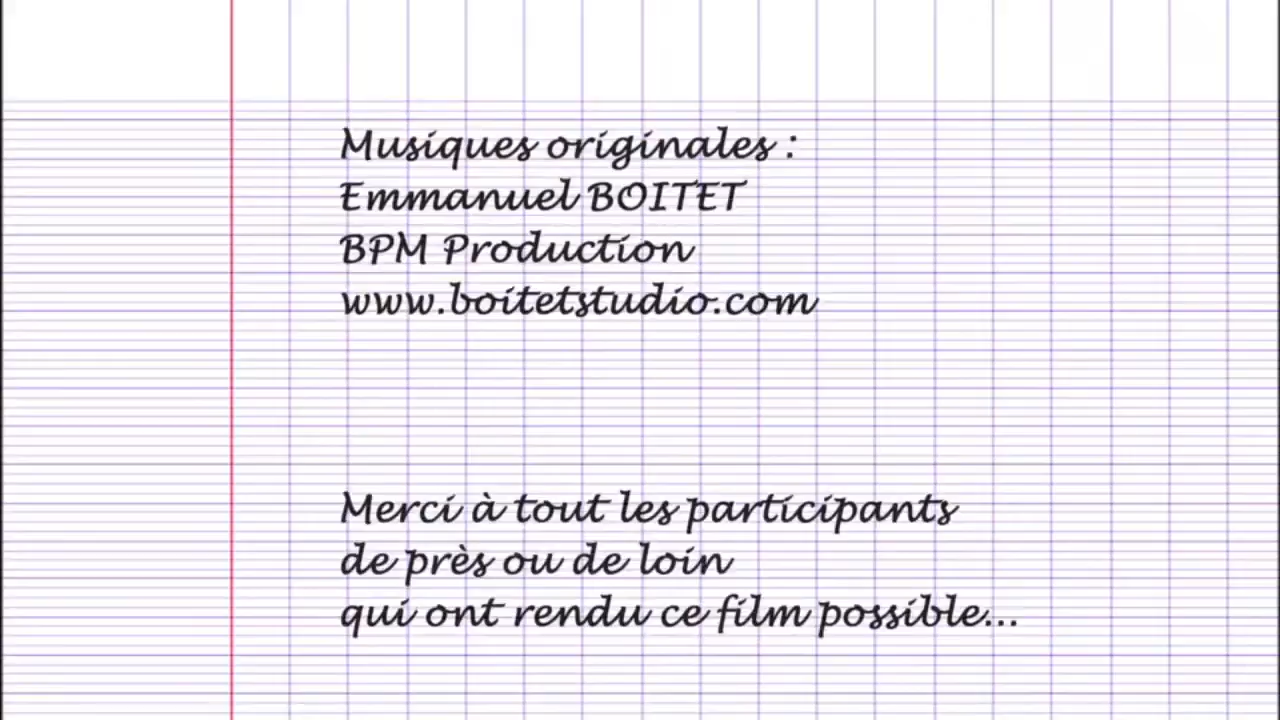 Musiques originales :
Emmanuel BOITET
BPM Production
www.boitetstudio.com
Merci à tout les participants
de près ou de loin
qui ont rendu ce film possible...